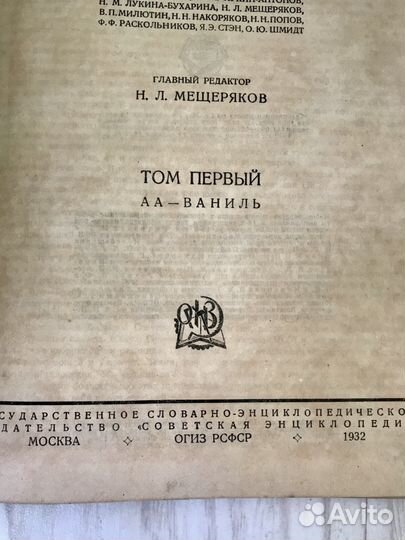 Н. М. ЛУКИНА-БУХАРИНА, Н. Л. МЕЩЕРЯКОВ,
В. П. МИЛЮТИН, Н. Н. НАКОРЯКОВ, Н. Н. ПОПОВ,
Ф. Ф. РАСКОЛЬНИКОВ, Я. Э. СТЭН, О. Ю. ШМИДТ
ГЛАВНЫЙ РЕДАКТОР
Н. Л. МЕЩЕРЯКОВ
ТОМ ПЕРВЫЙ
АА — ВАНИЛЬ
ОСУДАРСТВЕННОЕ СЛОВАРНО-ЭНЦИКЛОПЕДИЧЕСКО
ДАТЕЛЬСТВО «СОВЕТСКАЯ ЭНЦИКЛОПЕДИ
МОСКВА ✧ ОГИЗ РСФСР ✧ 1932
Avito